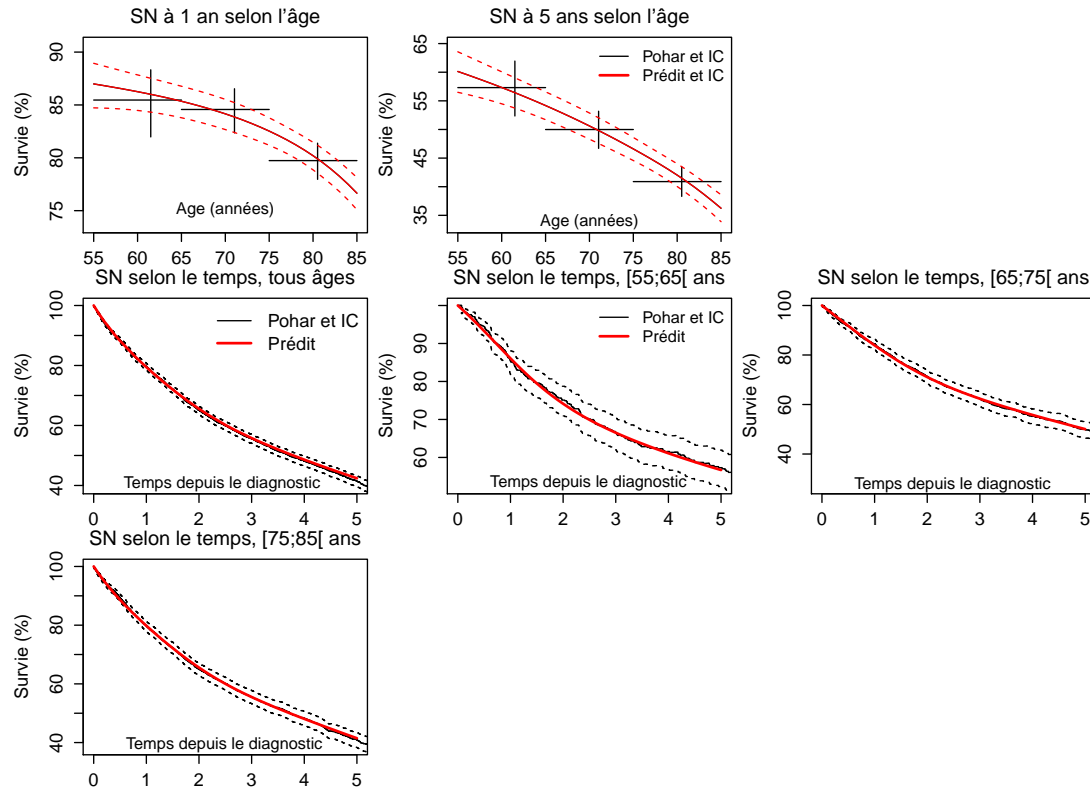 SN à 1 an selon l'âge
Survie (%)
90
85
80
75
Age (années)
55 60 65 70 75 80 85
SN à 5 ans selon l'âge
Survie (%)
65
55
45
35
Pohar et IC
Prédit et IC
Age (années)
55 60 65 70 75 80 85
SN selon le temps, tous âges
Survie (%)
100
80
60
40
Pohar et IC
Prédit
Temps depuis le diagnostic
0 1 2 3 4 5
SN selon le temps, [55;65[ ans
Survie (%)
90
80
70
60
Pohar et IC
Prédit
Temps depuis le diagnostic
0 1 2 3 4 5
SN selon le temps, [65;75[ ans
Survie (%)
100
80
60
40
Temps depuis le diagnostic
0 1 2 3 4 5
SN selon le temps, [75;85[ ans
Survie (%)
100
80
60
40
Temps depuis le diagnostic
0 1 2 3 4 5